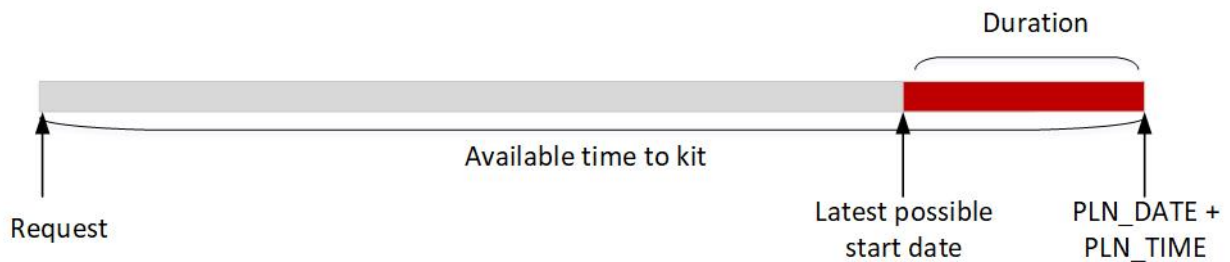 Duration
Available time to kit
Request
Latest possible
start date
PLN_DATE +
PLN_TIME